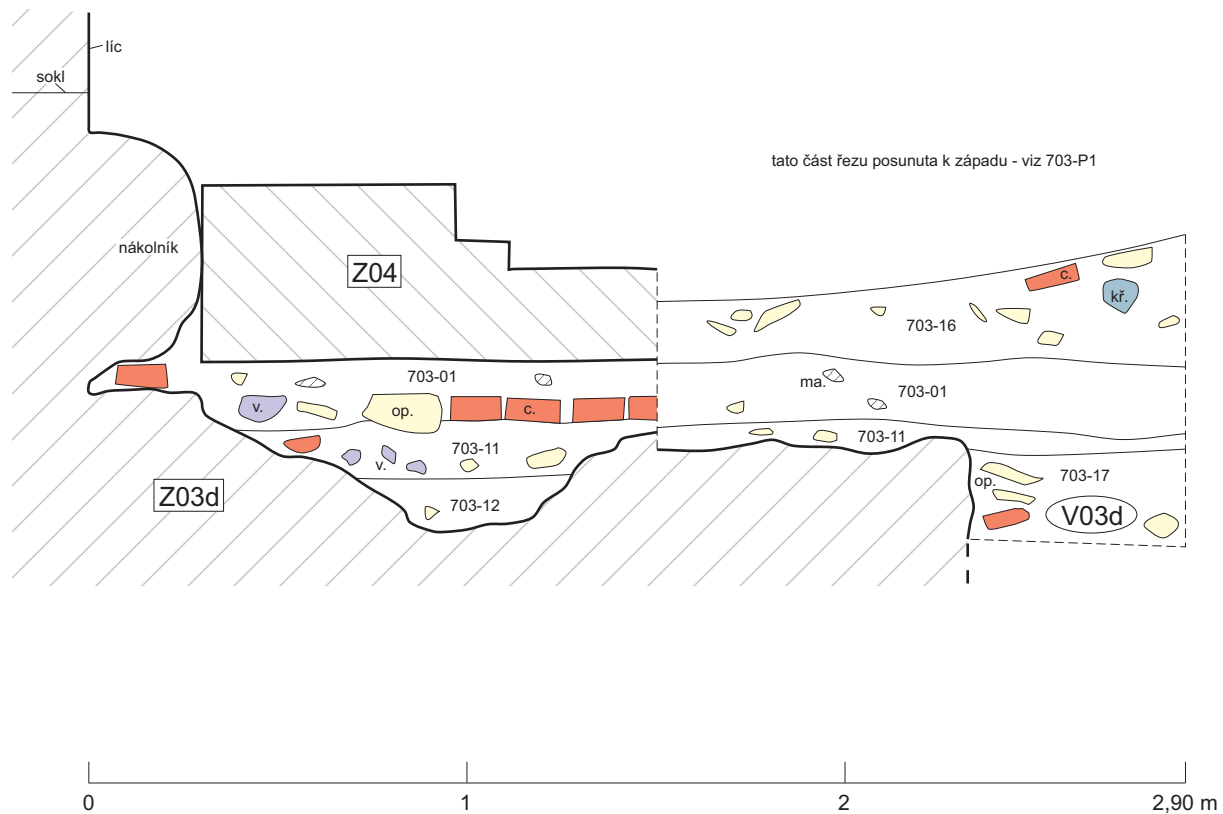 líc
sokl
tato část řezu posunuta k západu - viz 703-P1
nákolník
Z04
c.
kř.
703-16
703-01
ma.
703-01
v.
op.
c.
703-11
703-11
v.
op.
703-17
Z03d
703-12
V03d
0
1
2
2,90 m